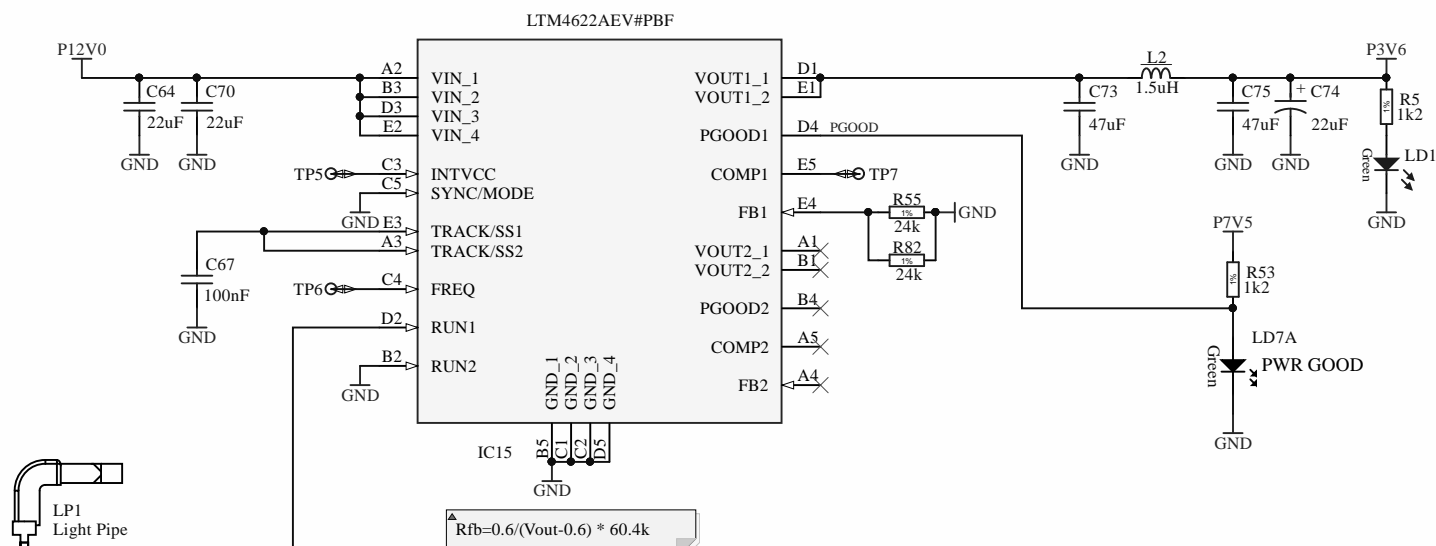 LTM4622AEV#PBF
P12V0
C64
22uF
GND
C70
22uF
GND
A2
B3
D3
E2
VIN_1
VIN_2
VIN_3
VIN_4
TP5
C3
INTVCC
GND
C5
SYNC/MODE
E3
TRACK/SS1
A3
TRACK/SS2
C67
100nF
GND
TP6
C4
FREQ
D2
RUN1
B2
RUN2
GND
VOUT1_1
VOUT1_2
D1
E1
PGOOD1
D4
PGOOD
COMP1
E5
TP7
FB1
E4
R55
1%
24k
GND
R82
1%
24k
VOUT2_1
VOUT2_2
A1
B1
PGOOD2
B4
COMP2
A5
FB2
A4
GND_1
GND_2
GND_3
GND_4
B5
C1
C2
D5
IC15
GND
C73
47uF
GND
L2
1.5uH
C75
47uF
GND
+
C74
22uF
GND
P3V6
R5
1%
1k2
LD1
Green
GND
P7V5
R53
1%
1k2
LD7A
Green
PWR GOOD
GND
LP1
Light Pipe
Rfb=0.6/(Vout-0.6) * 60.4k